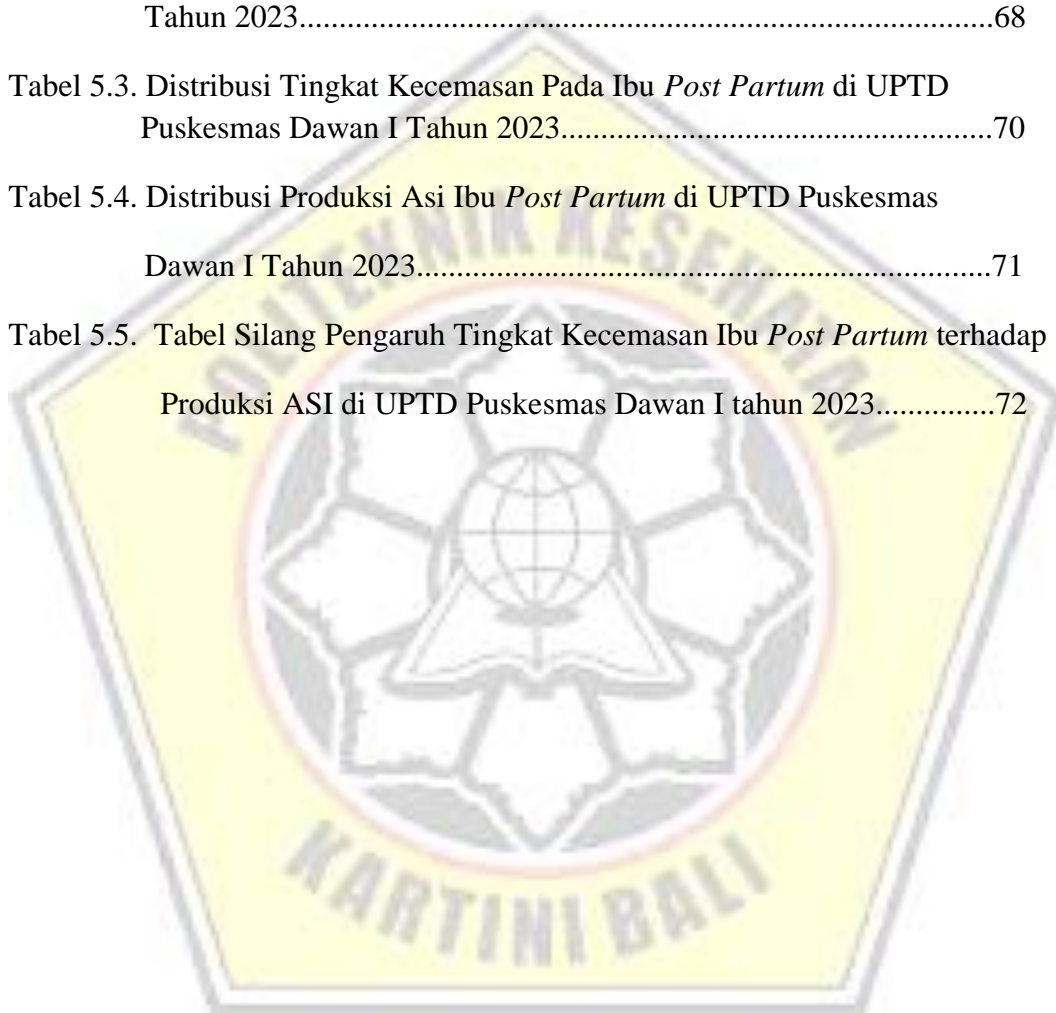 Tahun 2023.................................................................................68
Tabel 5.3. Distribusi Tingkat Kecemasan Pada Ibu Post Partum di UPTD
Puskesmas Dawan I Tahun 2023..................................................70
Tabel 5.4. Distribusi Produksi Asi Ibu Post Partum di UPTD Puskesmas
Dawan I Tahun 2023...................................................................71
Tabel 5.5. Tabel Silang Pengaruh Tingkat Kecemasan Ibu Post Partum terhadap
Produksi ASI di UPTD Puskesmas Dawan I tahun 2023...............72
POLITEKNIK KESEHATAN
KARTINI BALI